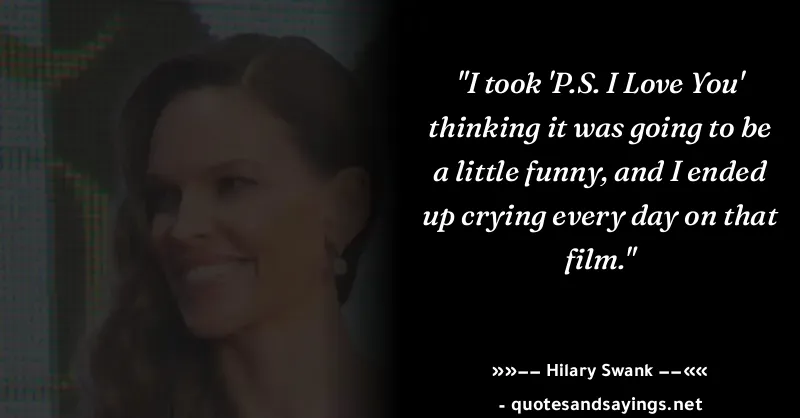 "I took 'P.S. I Love You'
thinking it was going to be
a little funny, and I ended
up crying every day on that
film."
»»−− Hilary Swank −−««
- quotesandsayings.net